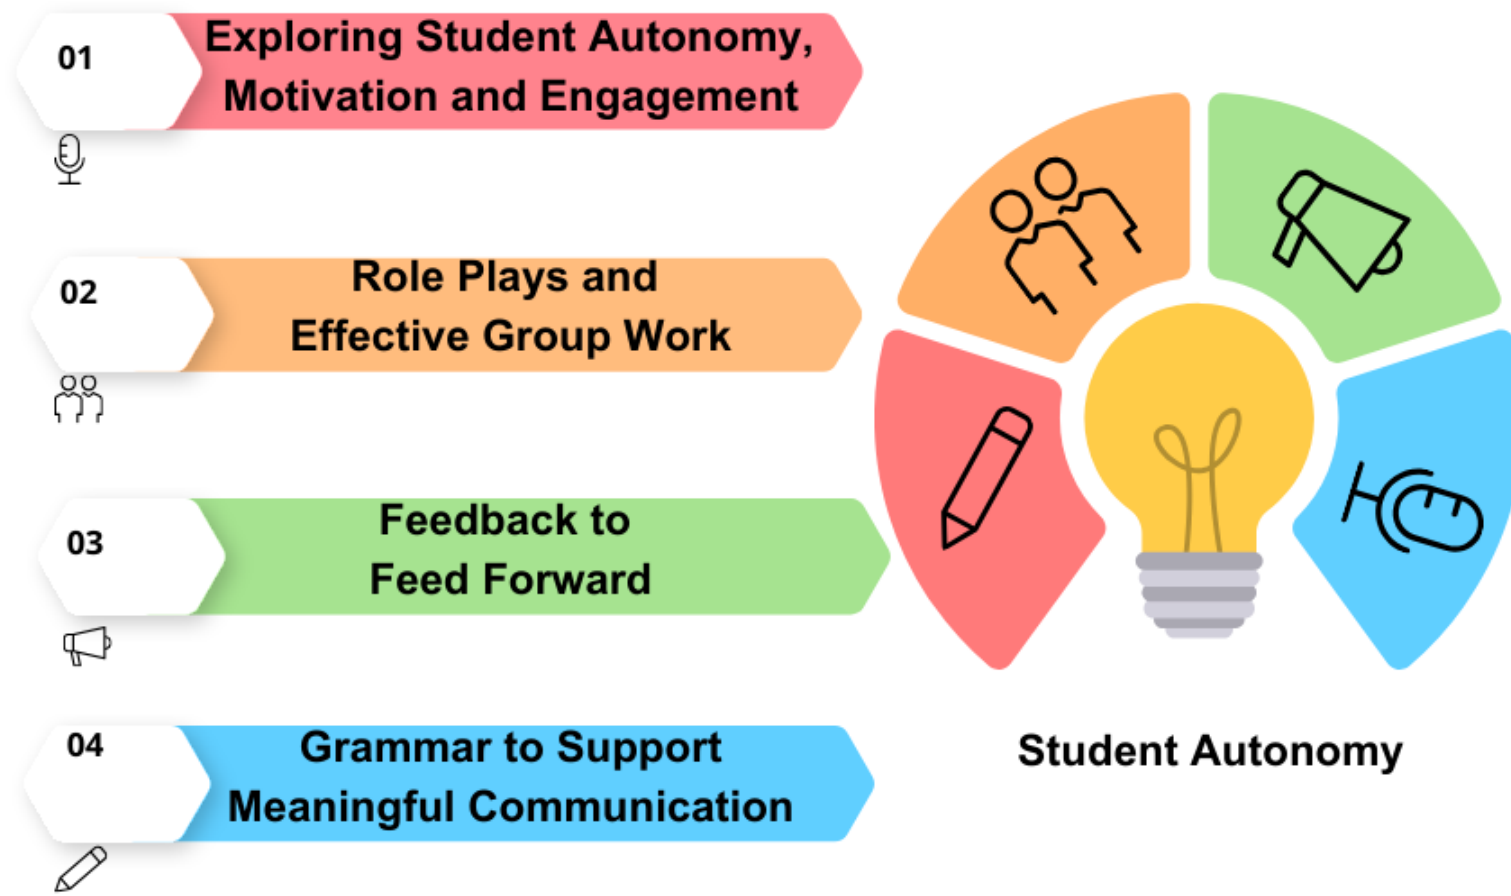 01
Exploring Student Autonomy,
Motivation and Engagement
02
Role Plays and
Effective Group Work
03
Feedback to
Feed Forward
04
Grammar to Support
Meaningful Communication
Student Autonomy